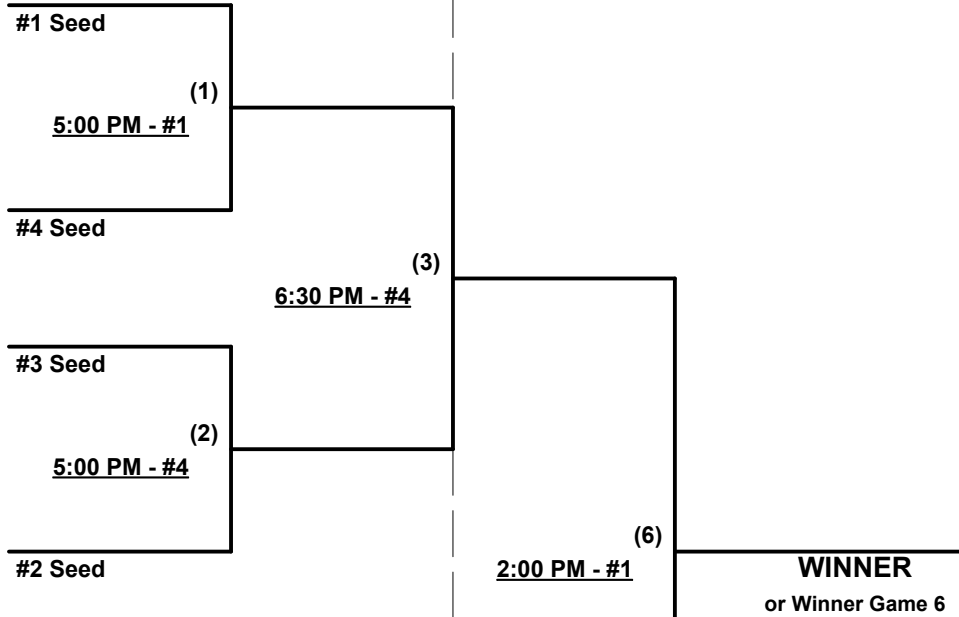 #1 Seed
(1)
5:00 PM - #1
#4 Seed
(3)
6:30 PM - #4
#3 Seed
(2)
5:00 PM - #4
#2 Seed
(6)
2:00 PM - #1
WINNER
or Winner Game 6